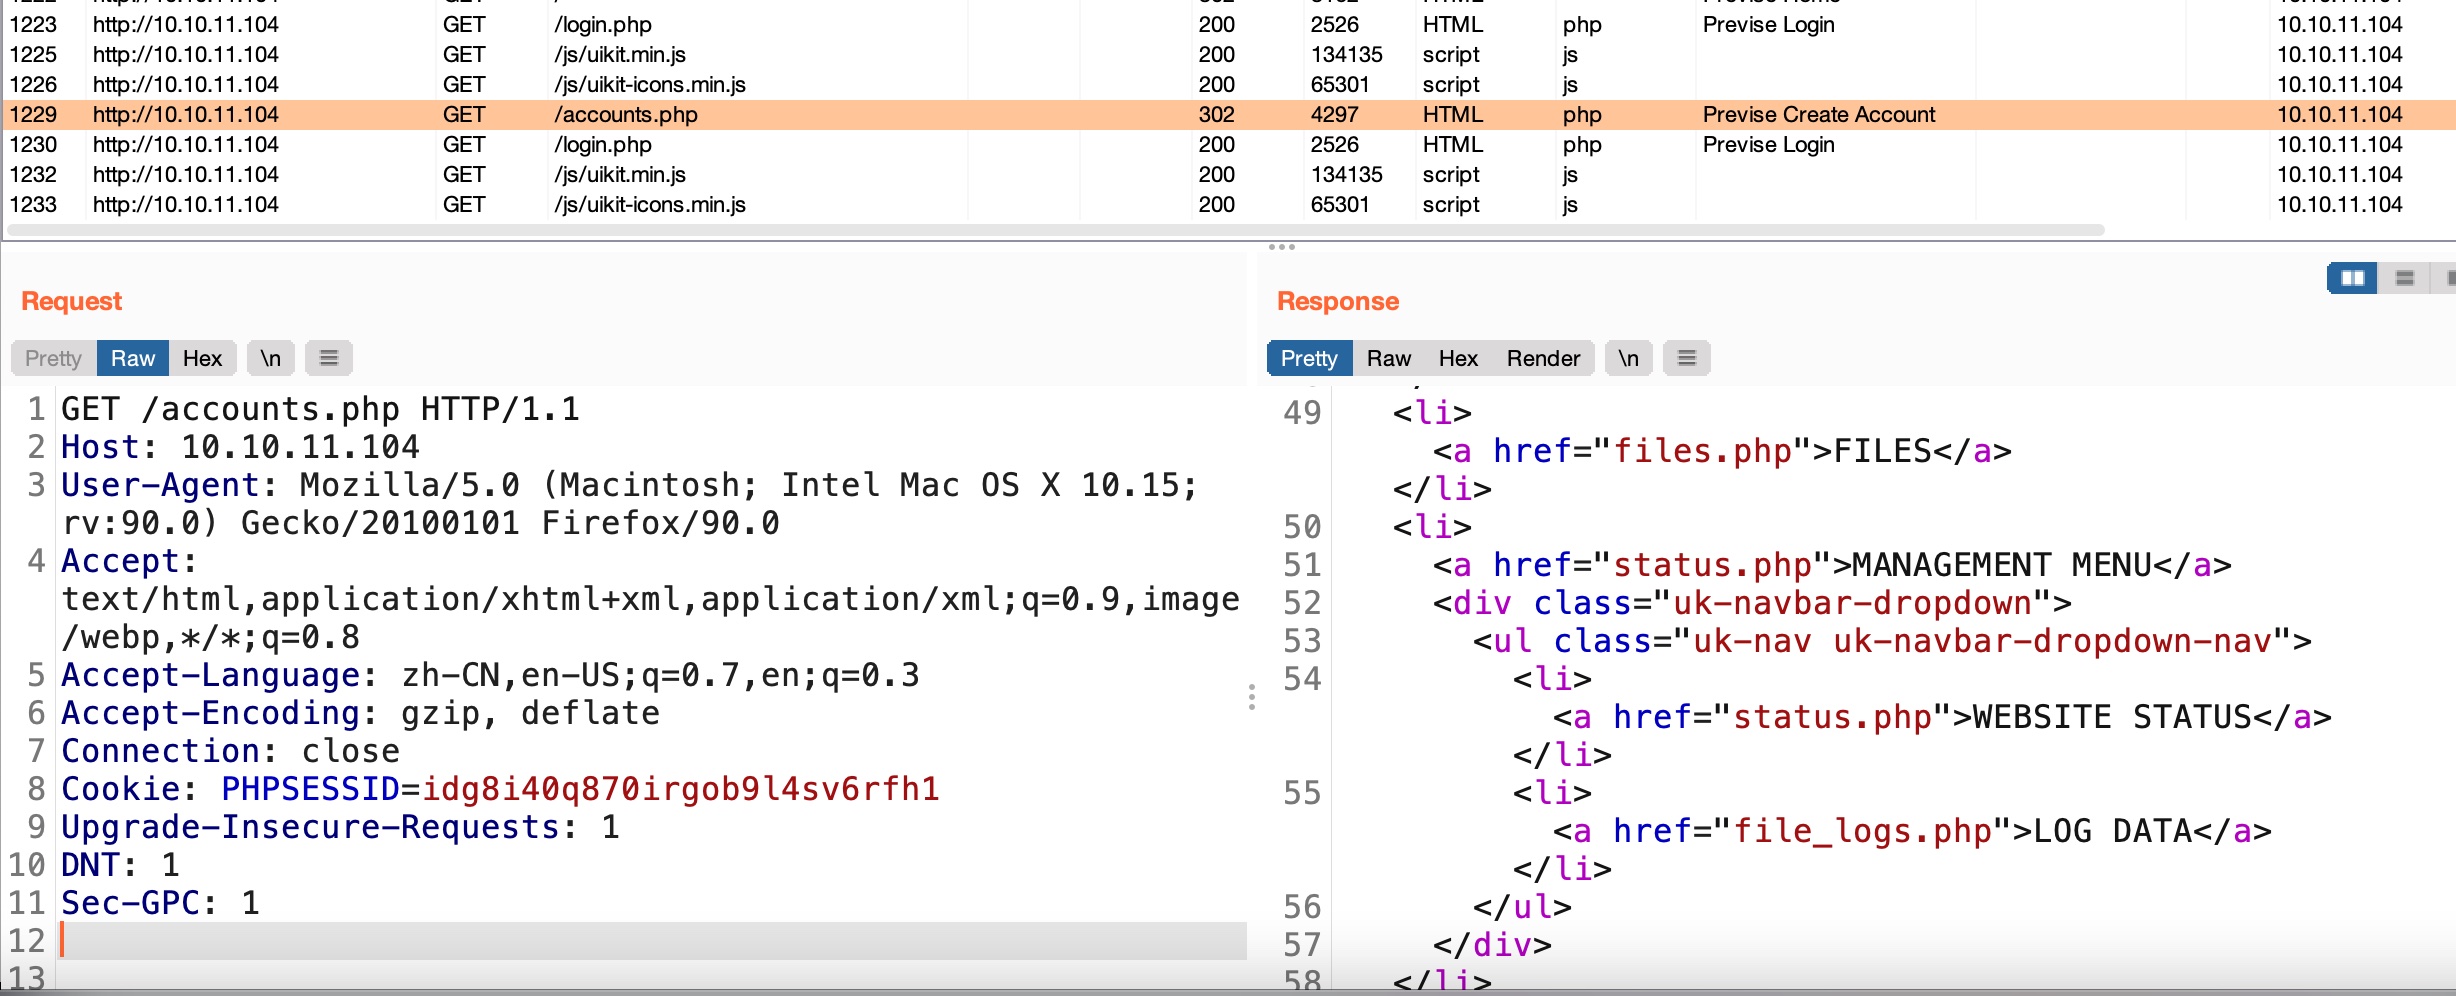 1223 http://10.10.11.104 GET /login.php 200 2526 HTML php Previse Login 10.10.11.104
1225 http://10.10.11.104 GET /js/uikit.min.js 200 134135 script js 10.10.11.104
1226 http://10.10.11.104 GET /js/uikit-icons.min.js 200 65301 script js 10.10.11.104
1229 http://10.10.11.104 GET /accounts.php 302 4297 HTML php Previse Create Account 10.10.11.104
1230 http://10.10.11.104 GET /login.php 200 2526 HTML php Previse Login 10.10.11.104
1232 http://10.10.11.104 GET /js/uikit.min.js 200 134135 script js 10.10.11.104
1233 http://10.10.11.104 GET /js/uikit-icons.min.js 200 65301 script js 10.10.11.104
Request
Pretty Raw Hex \n
1 GET /accounts.php HTTP/1.1
2 Host: 10.10.11.104
3 User-Agent: Mozilla/5.0 (Macintosh; Intel Mac OS X 10.15;
rv:90.0) Gecko/20100101 Firefox/90.0
4 Accept:
text/html,application/xhtml+xml,application/xml;q=0.9,image
/webp,*/*;q=0.8
5 Accept-Language: zh-CN,en-US;q=0.7,en;q=0.3
6 Accept-Encoding: gzip, deflate
7 Connection: close
8 Cookie: PHPSESSID=idg8i40q870irgob9l4sv6rfh1
9 Upgrade-Insecure-Requests: 1
10 DNT: 1
11 Sec-GPC: 1
12
13
Response
Pretty Raw Hex Render \n
49 <li>
<a href="files.php">FILES</a>
</li>
50 <li>
51 <a href="status.php">MANAGEMENT MENU</a>
52 <div class="uk-navbar-dropdown">
53 <ul class="uk-nav uk-navbar-dropdown-nav">
54 <li>
<a href="status.php">WEBSITE STATUS</a>
</li>
55 <li>
<a href="file_logs.php">LOG DATA</a>
</li>
56 </ul>
57 </div>
58 </li>